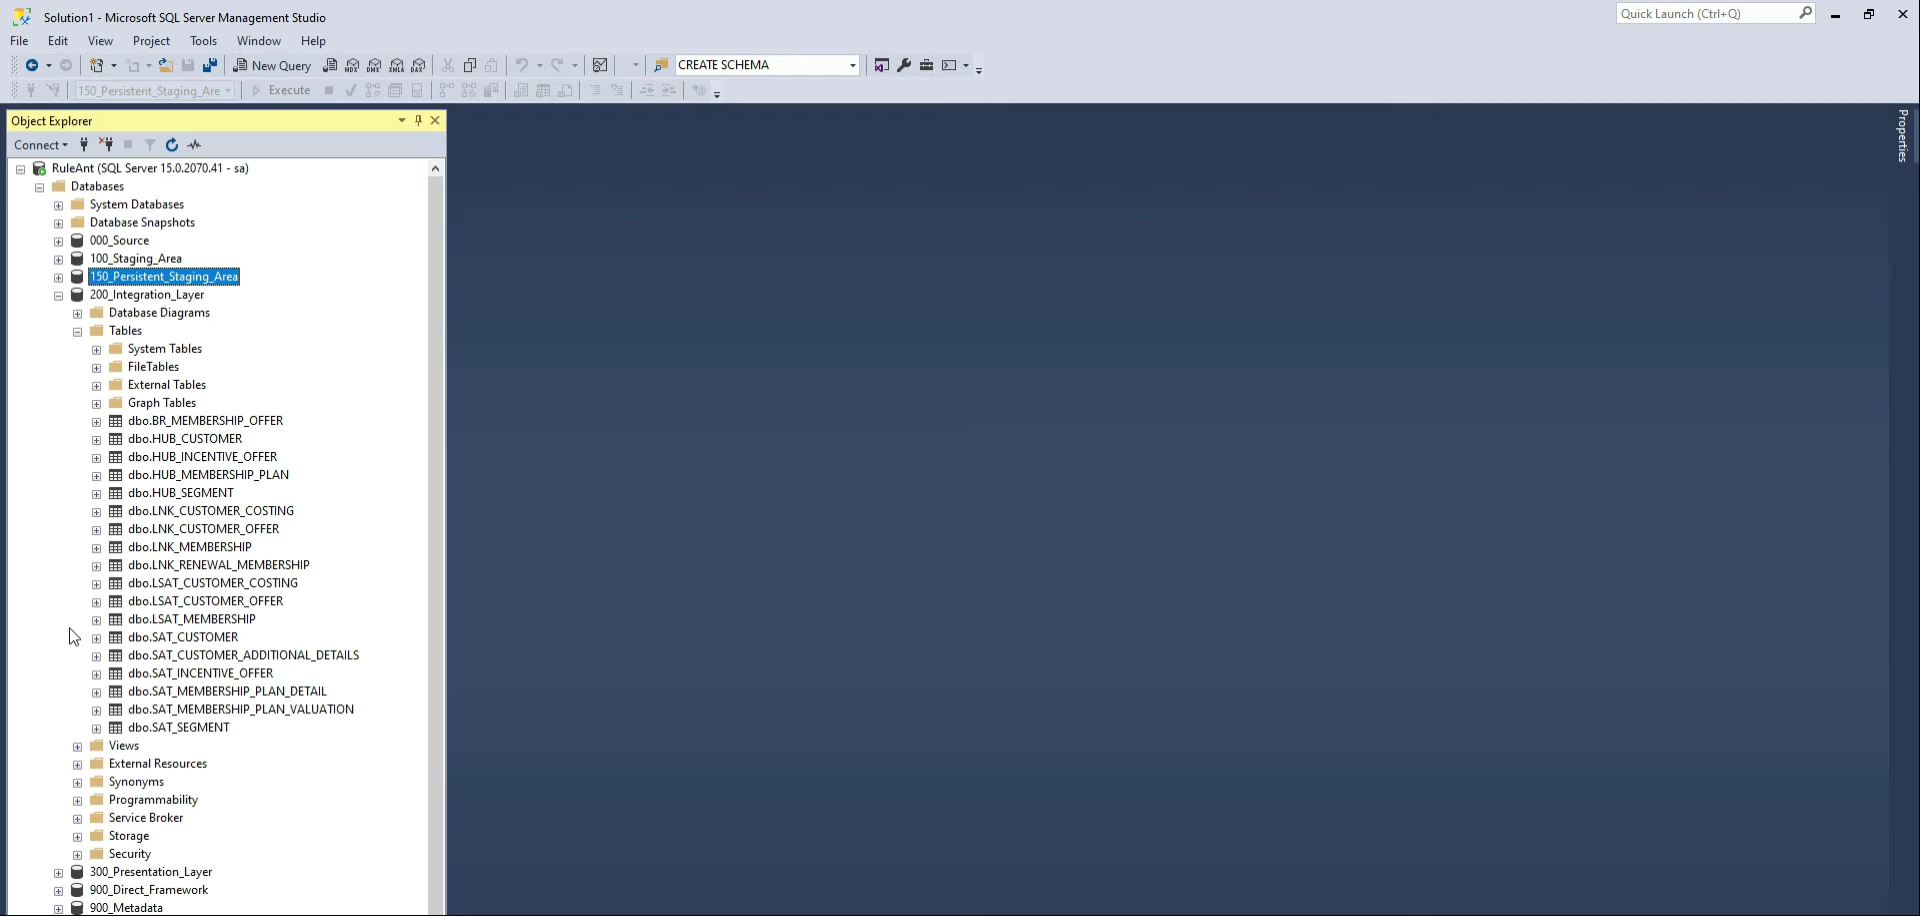 Solution1 - Microsoft SQL Server Management Studio
Quick Launch (Ctrl+Q)
File Edit View Project Tools Window Help
New Query MDX DMX XMLA DAX CREATE SCHEMA
150_Persistent_Staging_Are Execute
Object Explorer
Properties
Connect
RuleAnt (SQL Server 15.0.2070.41 - sa)
Databases
System Databases
Database Snapshots
000_Source
100_Staging_Area
150_Persistent_Staging_Area
200_Integration_Layer
Database Diagrams
Tables
System Tables
FileTables
External Tables
Graph Tables
dbo.BR_MEMBERSHIP_OFFER
dbo.HUB_CUSTOMER
dbo.HUB_INCENTIVE_OFFER
dbo.HUB_MEMBERSHIP_PLAN
dbo.HUB_SEGMENT
dbo.LNK_CUSTOMER_COSTING
dbo.LNK_CUSTOMER_OFFER
dbo.LNK_MEMBERSHIP
dbo.LNK_RENEWAL_MEMBERSHIP
dbo.LSAT_CUSTOMER_COSTING
dbo.LSAT_CUSTOMER_OFFER
dbo.LSAT_MEMBERSHIP
dbo.SAT_CUSTOMER
dbo.SAT_CUSTOMER_ADDITIONAL_DETAILS
dbo.SAT_INCENTIVE_OFFER
dbo.SAT_MEMBERSHIP_PLAN_DETAIL
dbo.SAT_MEMBERSHIP_PLAN_VALUATION
dbo.SAT_SEGMENT
Views
External Resources
Synonyms
Programmability
Service Broker
Storage
Security
300_Presentation_Layer
900_Direct_Framework
900_Metadata